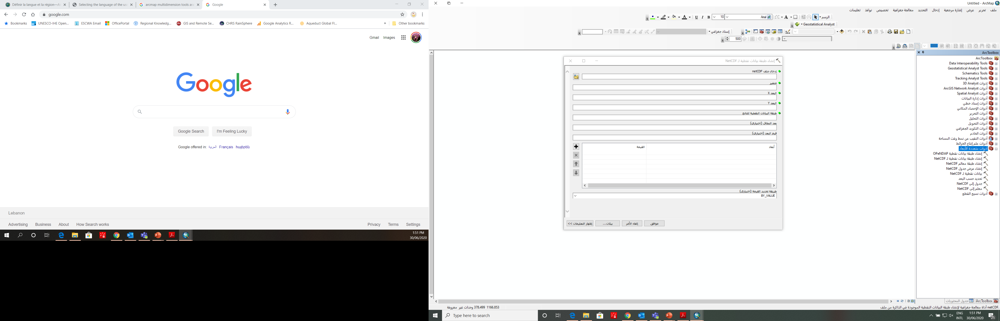 Définir la langue et la région—Ar
Selecting the language of the use
arcmap multidimension tools ara
Google
google.com
Bookmarks
UNESCO-IHE Open...
ESCWA Email
OfficePortal
Regional Knowledg...
GIS and Remote Se...
CHRS RainSphere
Google Analytics R...
Aqueduct Global Fl...
»
Other bookmarks
Gmail
Images
Google
Google Search
I'm Feeling Lucky
Google offered in: العربية Français հայերեն
Lebanon
Advertising
Business
About
How Search works
Privacy
Terms
Settings
1:51 PM
30/06/2020
Untitled - ArcMap
ملف تحرير عرض إشارة مرجعية إدخال التحديد معالجة جغرافية تخصيص نوافذ تعليمات
الرسم
Arial
10
B I U A
Geostatistical Analyst
إسناد جغرافي
500
ArcToolbox
ArcToolbox
Data Interoperability Tools
Geostatistical Analyst Tools
Schematics Tools
Tracking Analyst Tools
إدوات 3D Analyst
أدوات ArcGIS Network Analyst
أدوات Spatial Analyst
أدوات إدارة البيانات
أدوات إسناد خطي
أدوات الإحصاء المكاني
أدوات التحرير
أدوات التحليل
أدوات التحويل
أدوات التكويد الجغرافي
أدوات الخادم
أدوات النقيب عن نمط وقت المساحة
أدوات علم إنتاج الخرائط
أدوات متعددة الأبعاد
إنشاء طبقة بيانات نقطية OPeNDAP
إنشاء طبقة بيانات نقطية لـ NetCDF
إنشاء طبقة معالم NetCDF
إنشاء عرض جدول NetCDF
بيانات نقطية لـ NetCDF
تحديد حسب البعد
جدول إلى NetCDF
معلم إلى NetCDF
أدوات نسيج القطع
إنشاء طبقة بيانات نقطية لـ NetCDF
إدخال ملف netCDF
متغير
البعد X
البعد Y
طبقة البيانات النقطية للناتج
بعد النطاق (اختياري)
قيم البعد (اختياري)
أبعاد
القيمة
طريقة تحديد القيمة (اختياري)
BY_VALUE
موافق
إلغاء الأمر
بيئات...
إظهار التعليمات >>
ArcToolbox
جدول المحتويات
378.499 1166.853 وحدات غير معروفة
أداة معالجة جغرافية لإنشاء طبقة البيانات النقطية الموجودة في الذاكرة من ملف netCDF.
Type here to search
ENG
INTL
1:51 PM
30/06/2020
25